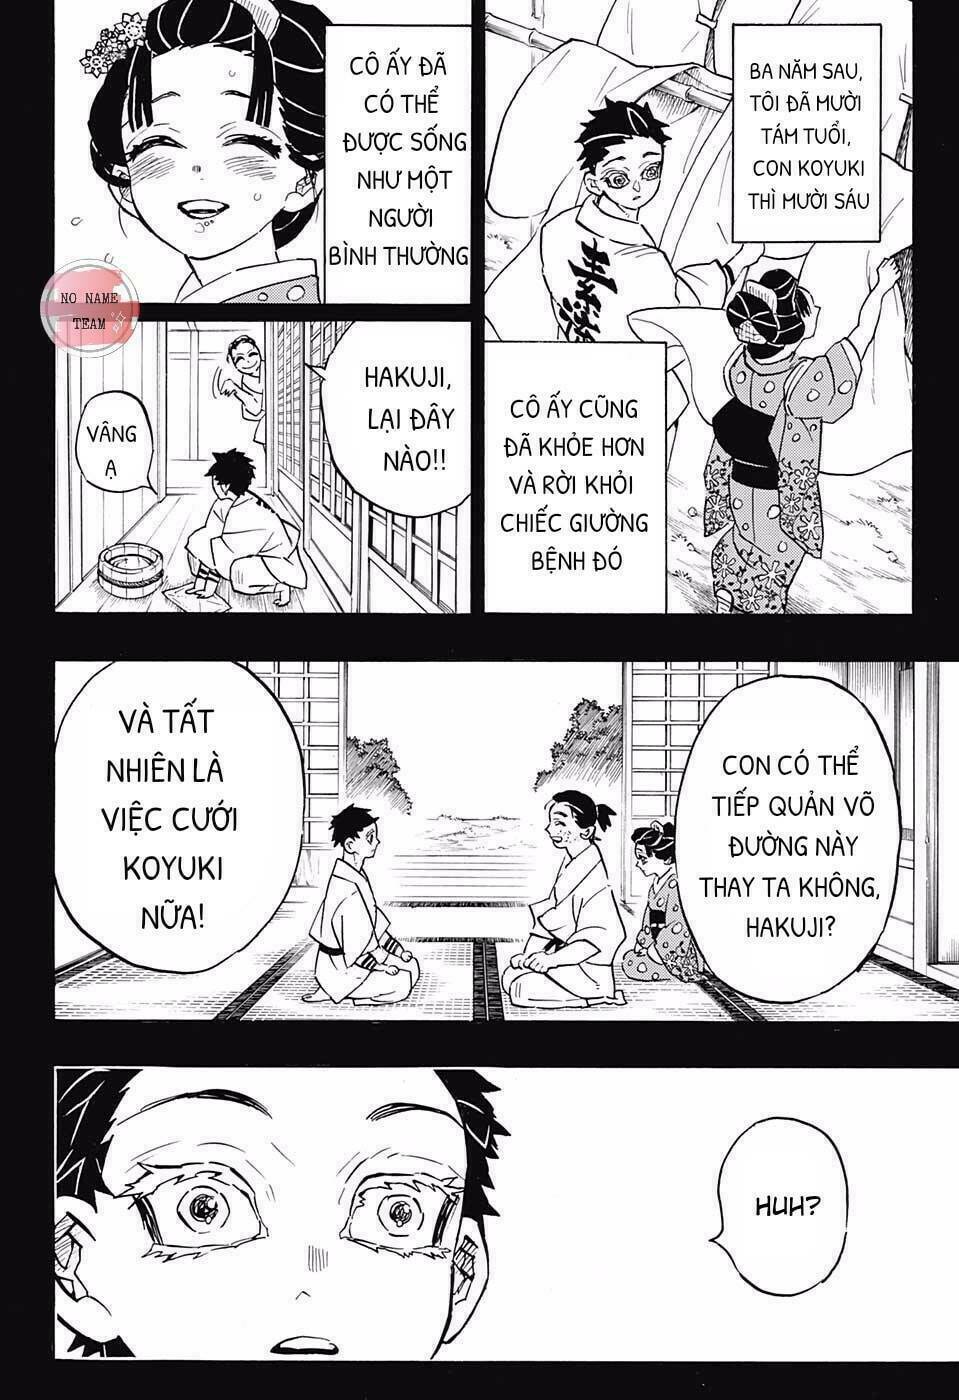 BA NĂM SAU,
TÔI ĐÃ MƯỜI
TÁM TUỔI,
CON KOYUKI
THÌ MƯỜI SÁU
CÔ ẤY CŨNG
ĐÃ KHỎE HƠN
VÀ RỜI KHỎI
CHIẾC GIƯỜNG
BỆNH ĐÓ
CÔ ẤY ĐÃ
CÓ THỂ
ĐƯỢC SỐNG
NHƯ MỘT
NGƯỜI
BÌNH THƯỜNG
NO NAME
TEAM
HAKUJI,
LẠI ĐÂY
NÀO!!
VÂNG
Ạ
CON CÓ THỂ
TIẾP QUẢN VÕ
ĐƯỜNG NÀY
THAY TA KHÔNG,
HAKUJI?
VÀ TẤT
NHIÊN LÀ
VIỆC CƯỚI
KOYUKI
NỮA!
HUH?